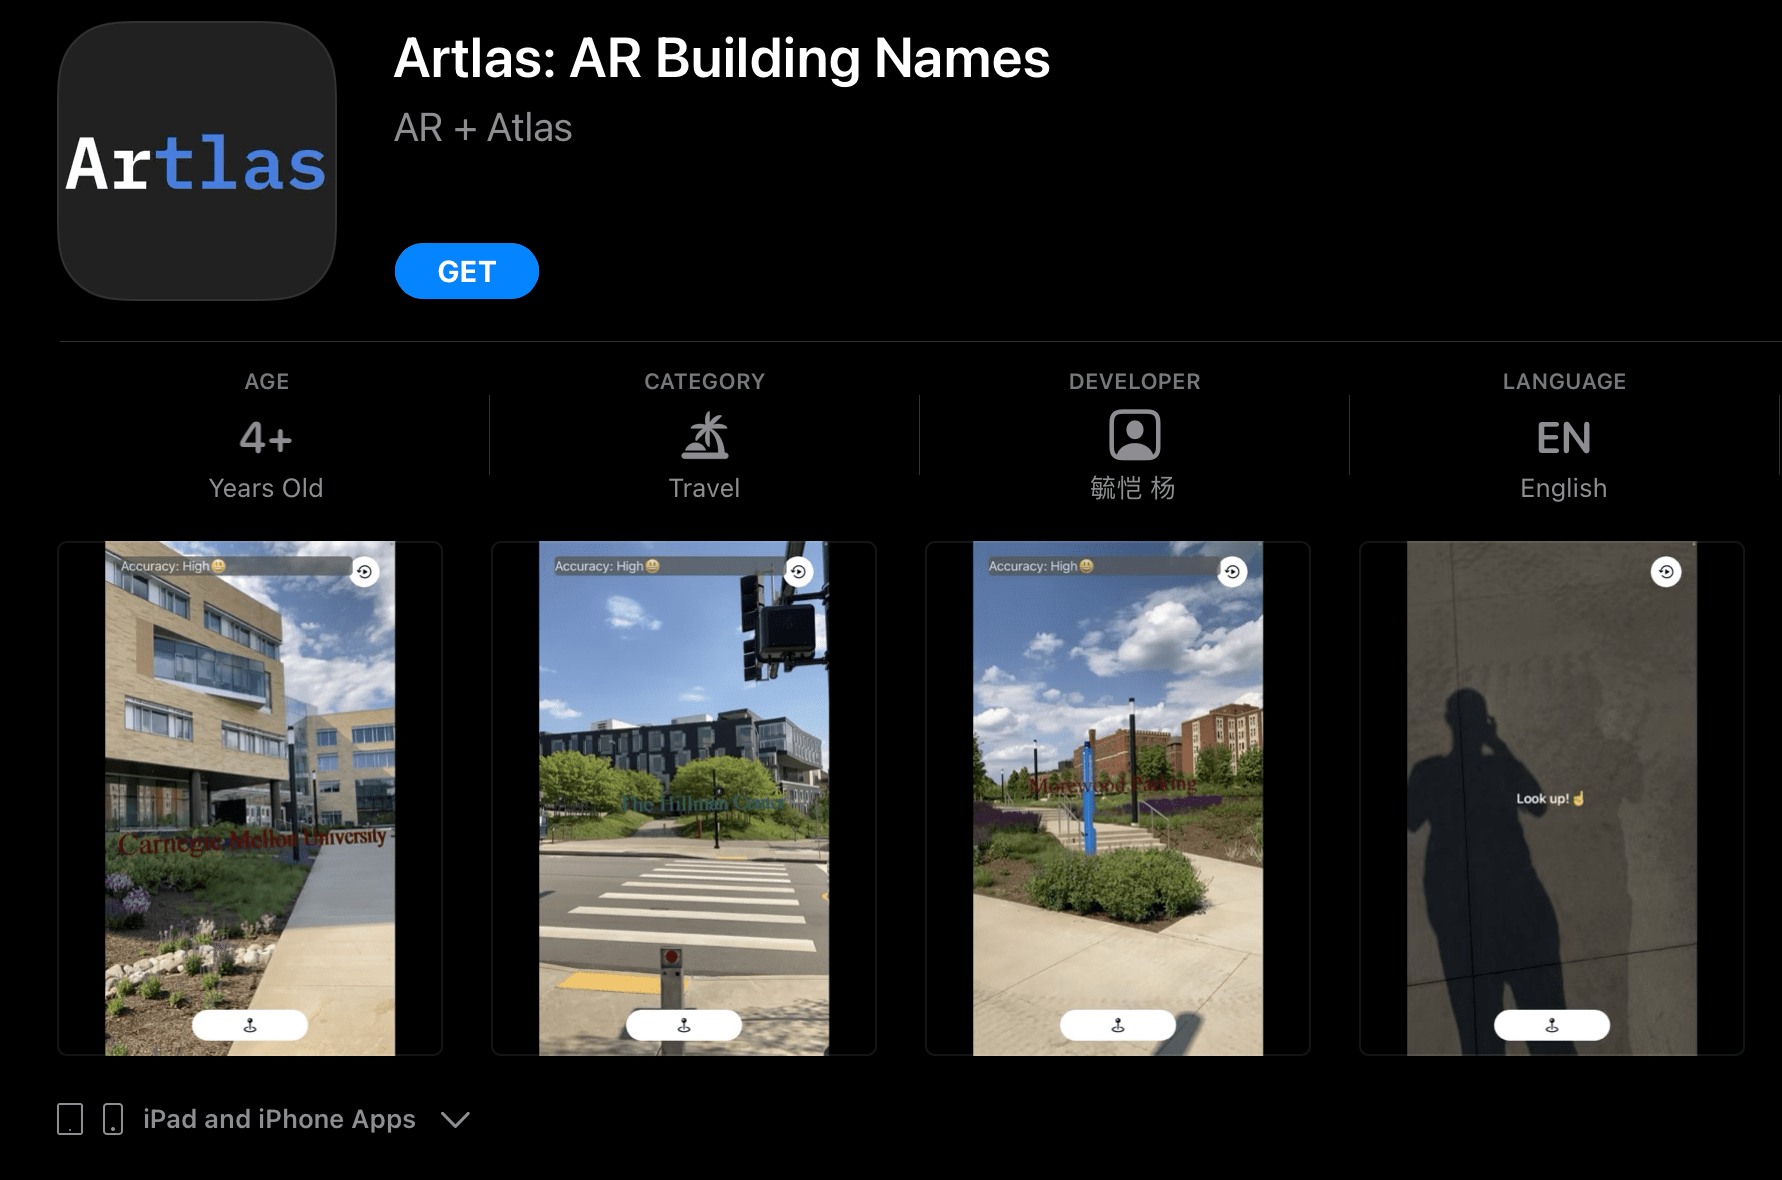 Artlas
Artlas: AR Building Names
AR + Atlas
GET
AGE
4+
Years Old
CATEGORY
Travel
DEVELOPER
毓恺 杨
LANGUAGE
EN
English
Accuracy: High😃
Carnegie Mellon University
Accuracy: High😃
The Hillman Center
Accuracy: High😃
Morewood Parking
Look up!☝️
iPad and iPhone Apps